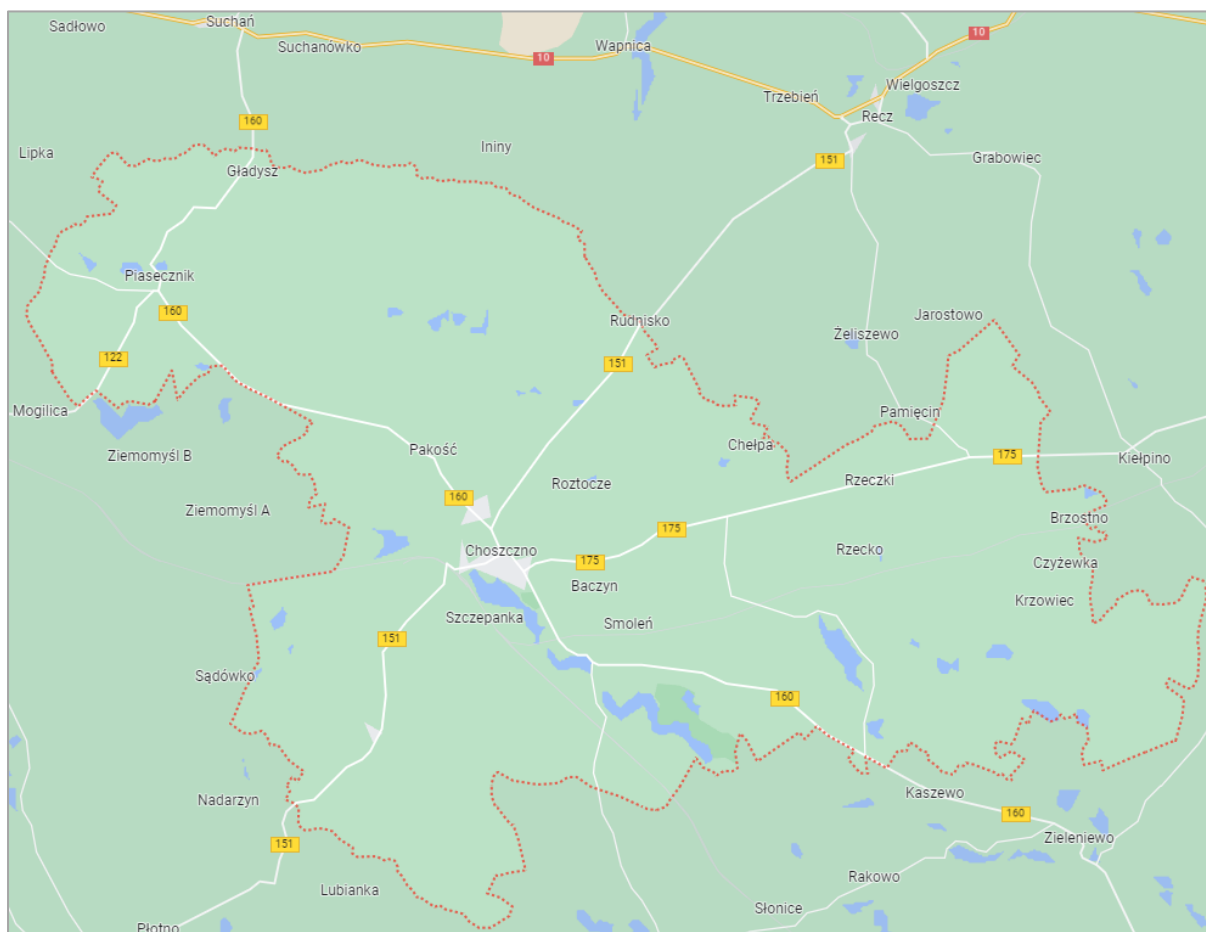 Sadłowo
Suchań
Suchanówko
Wapnica
10
10
Wielgoszcz
Trzebień
Recz
160
Lipka
Ininy
151
Grabowiec
Gładysz
Piasecznik
160
Rudnisko
Jarostowo
Żeliszewo
122
151
Mogilica
Pamięcin
Ziemomyśl B
Pakość
Chełpa
175
Kiełpino
Roztocze
Rzeczki
160
Ziemomyśl A
Brzostno
175
Choszczno
Rzecko
175
Czyżewka
Baczyn
Krzowiec
Szczepanka
Smoleń
151
Sądówko
160
Nadarzyn
Kaszewo
160
151
Zieleniewo
Lubianka
Rakowo
Słonice
Płotno